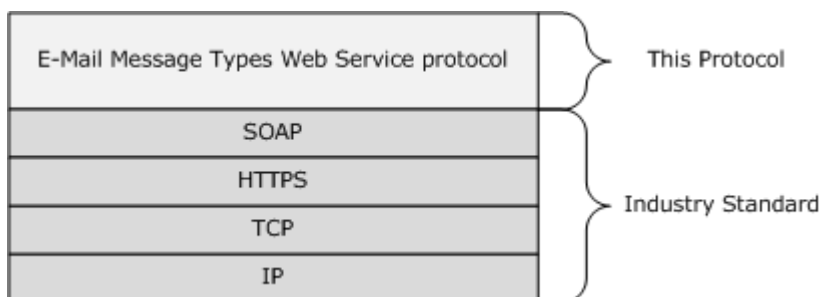 E-Mail Message Types Web Service protocol
This Protocol
SOAP
HTTPS
TCP
IP
Industry Standard